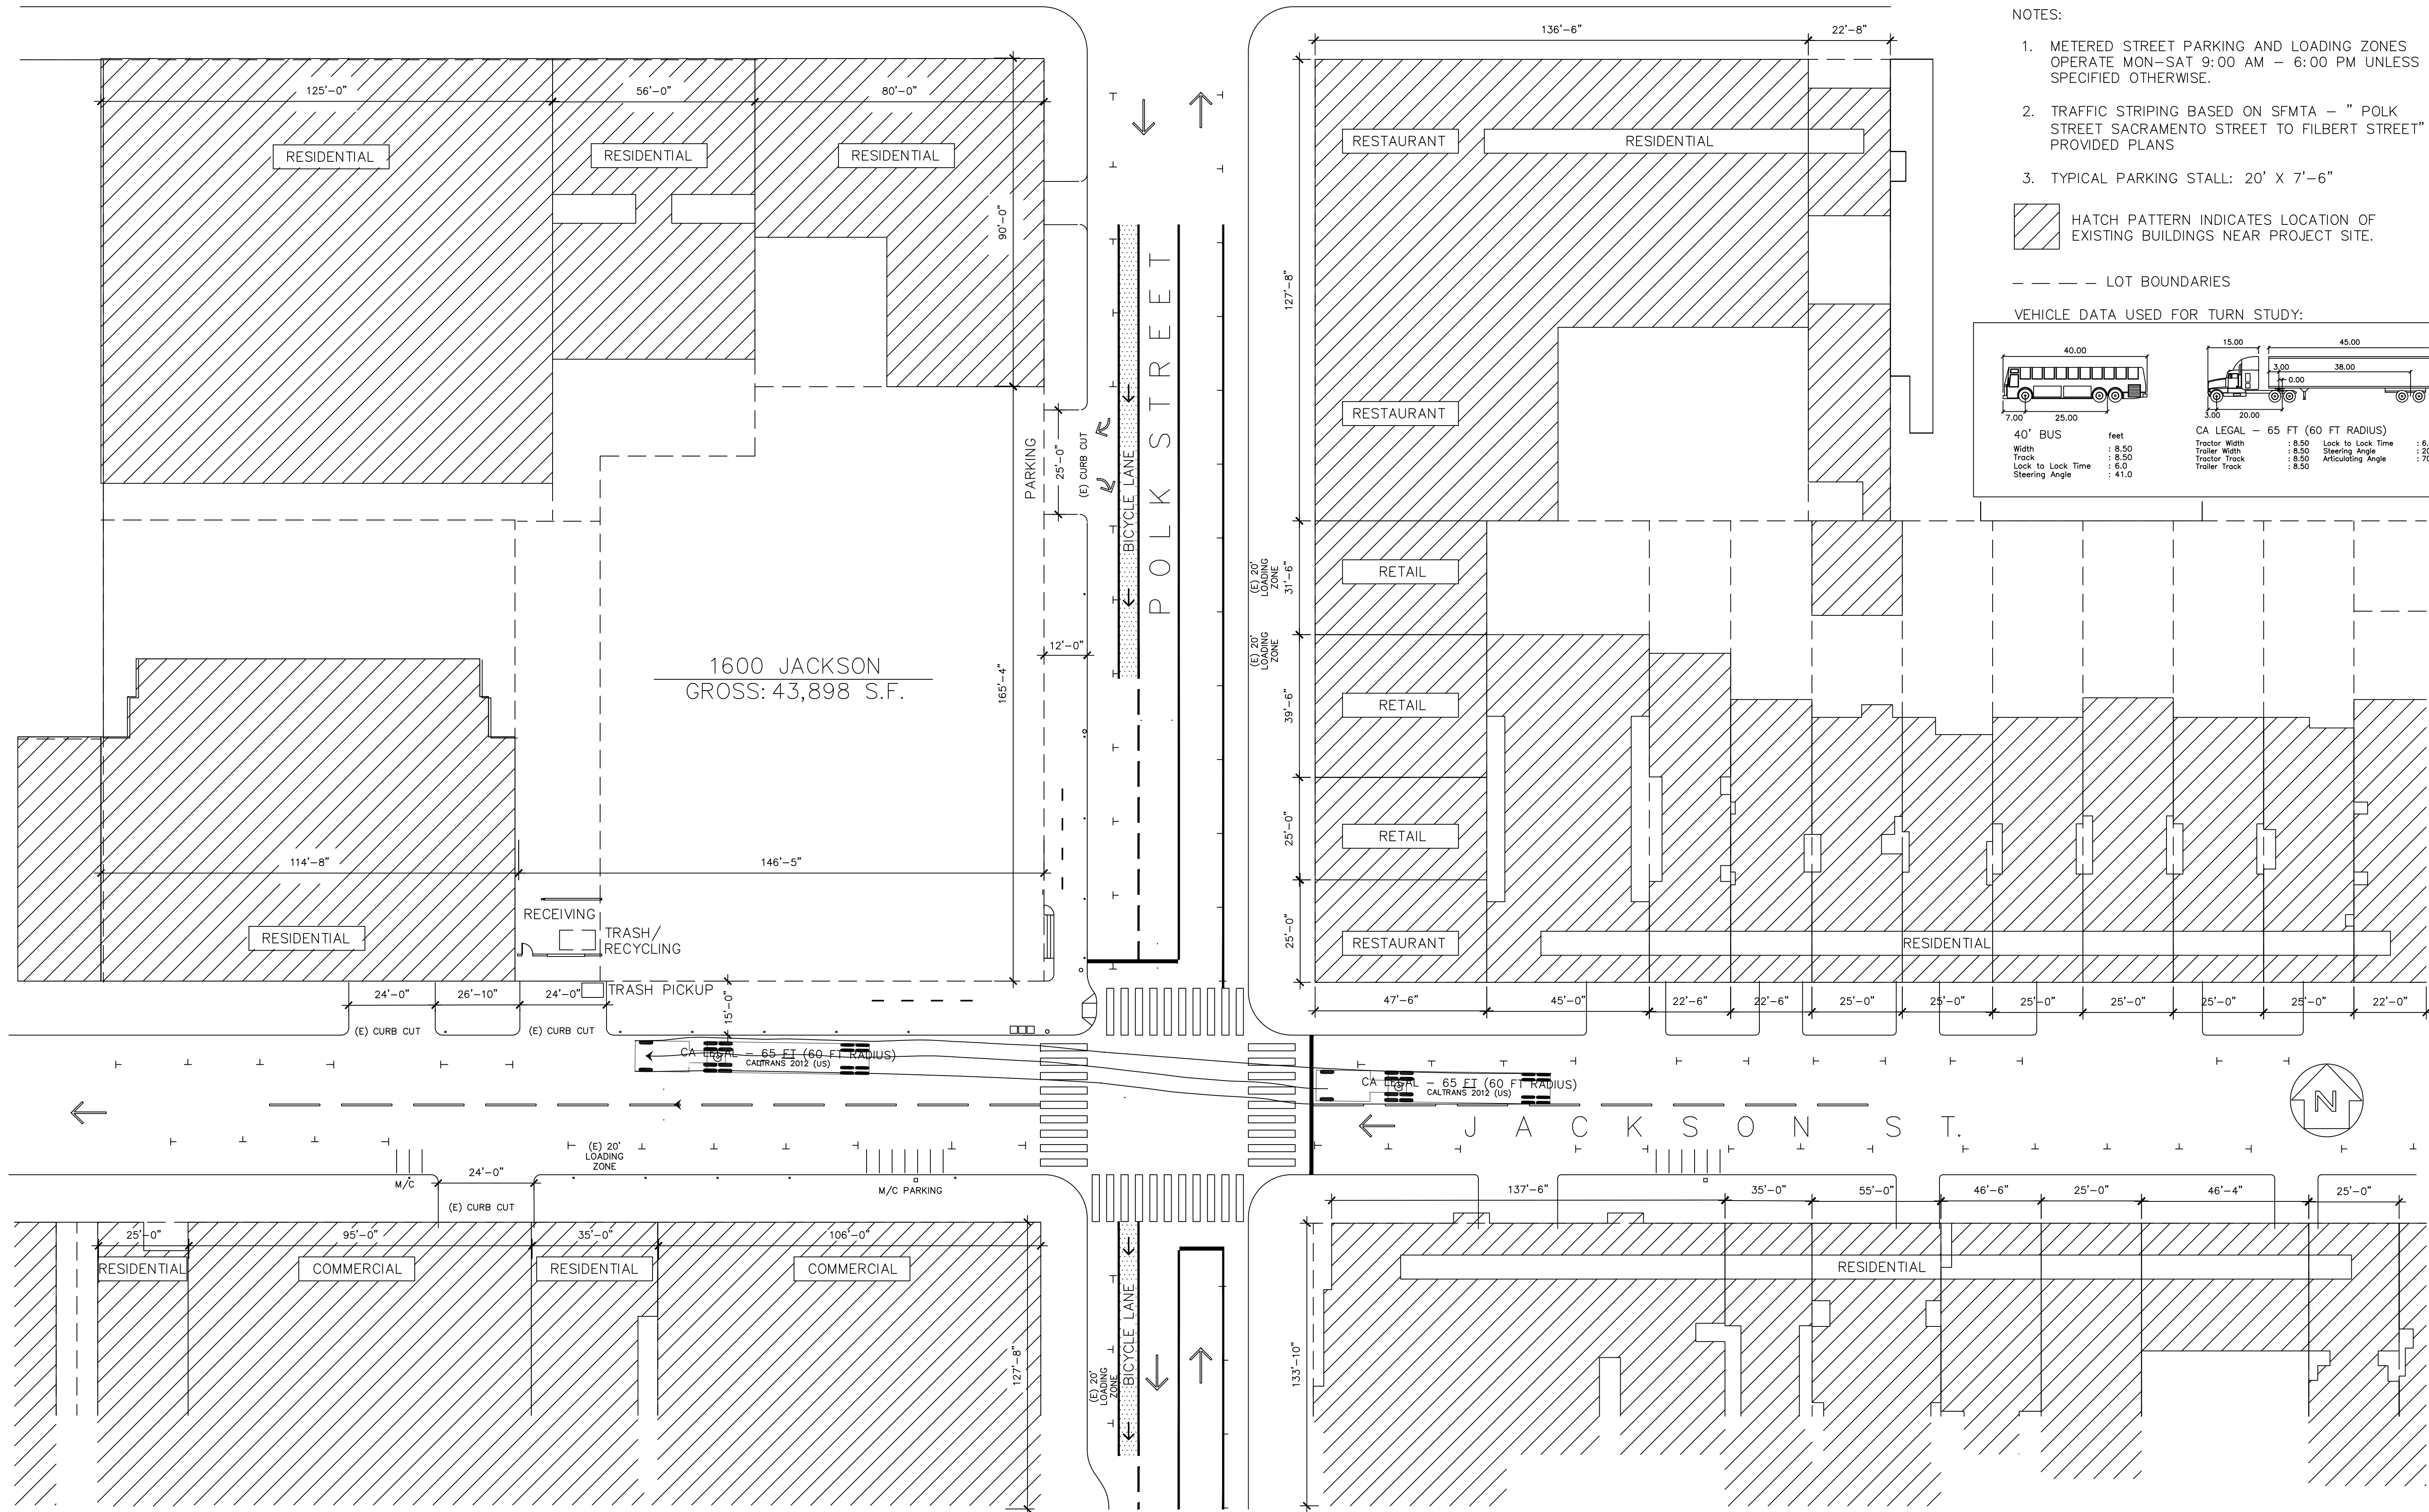 NOTES:
1. METERED STREET PARKING AND LOADING ZONES
OPERATE MON-SAT 9:00 AM - 6:00 PM UNLESS
SPECIFIED OTHERWISE.
2. TRAFFIC STRIPING BASED ON SFMTA - " POLK
STREET SACRAMENTO STREET TO FILBERT STREET"
PROVIDED PLANS
3. TYPICAL PARKING STALL: 20' X 7'-6"
HATCH PATTERN INDICATES LOCATION OF
EXISTING BUILDINGS NEAR PROJECT SITE.
LOT BOUNDARIES
VEHICLE DATA USED FOR TURN STUDY:
40.00
7.00 25.00
40' BUS feet
Width : 8.50
Track : 8.50
Lock to Lock Time : 6.0
Steering Angle : 41.0
15.00 45.00
3.00 38.00
0.00
3.00 20.00
CA LEGAL - 65 FT (60 FT RADIUS)
Tractor Width : 8.50 Lock to Lock Time : 6.
Trailer Width : 8.50 Steering Angle : 20
Tractor Track : 8.50 Articulating Angle : 70
Trailer Track : 8.50
125'-0" 56'-0" 80'-0"
RESIDENTIAL
RESIDENTIAL
RESIDENTIAL
90'-0"
PARKING
25'-0"
(E) CURB CUT
BICYCLE LANE
POLK STREET
12'-0"
165'-4"
1600 JACKSON
GROSS: 43,898 S.F.
114'-8" 146'-5"
RECEIVING
TRASH/
RECYCLING
RESIDENTIAL
TRASH PICKUP
24'-0" 26'-10" 24'-0"
15'-0"
(E) CURB CUT
(E) CURB CUT
136'-6" 22'-8"
RESTAURANT
RESIDENTIAL
127'-8"
RESTAURANT
(E) 20'
LOADING
ZONE
31'-6"
RETAIL
(E) 20'
LOADING
ZONE
39'-6"
RETAIL
25'-0"
RETAIL
25'-0"
RESTAURANT
RESIDENTIAL
47'-6" 45'-0" 22'-6" 22'-6" 25'-0" 25'-0" 25'-0" 25'-0" 25'-0" 25'-0" 22'-0"
CA LEGAL - 65 FT (60 FT RADIUS)
CALTRANS 2012 (US)
CA LEGAL - 65 FT (60 FT RADIUS)
CALTRANS 2012 (US)
JACKSON ST.
N
(E) 20'
LOADING
ZONE
M/C
24'-0"
(E) CURB CUT
M/C PARKING
25'-0" 95'-0" 35'-0" 106'-0"
RESIDENTIAL
COMMERCIAL
RESIDENTIAL
COMMERCIAL
127'-8"
(E) 20'
LOADING
ZONE
BICYCLE LANE
137'-6" 35'-0" 55'-0" 46'-6" 25'-0" 46'-4" 25'-0"
RESIDENTIAL
133'-10"